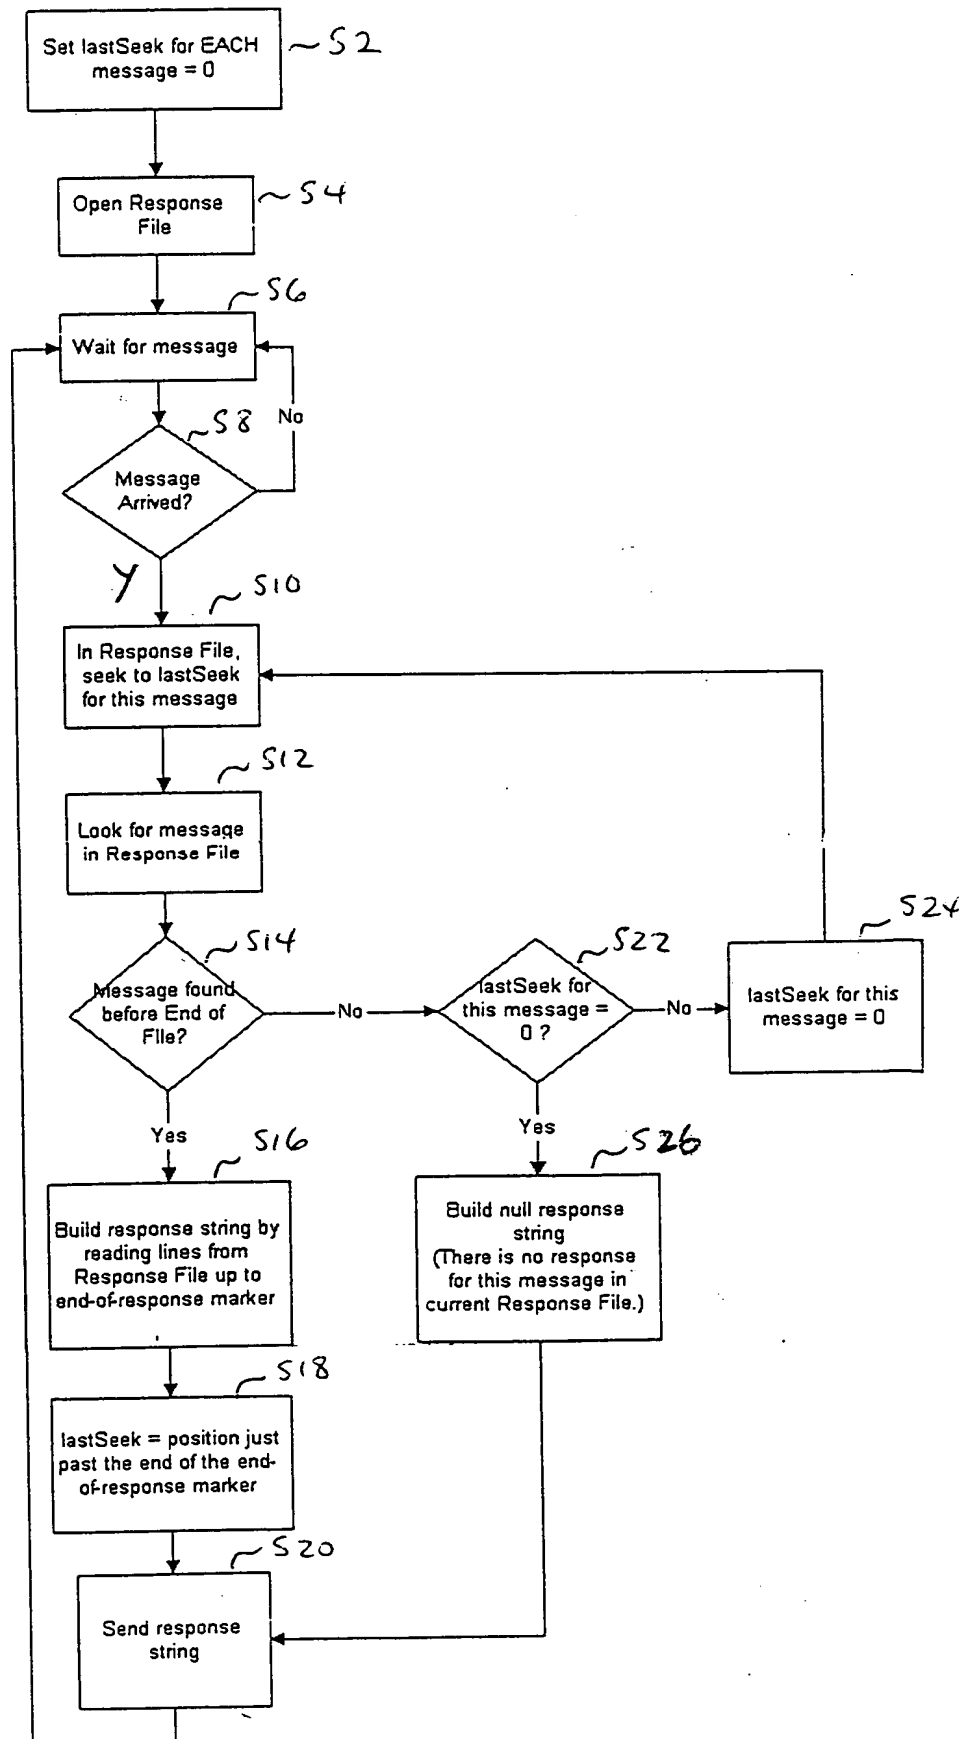 Set lastSeek for EACH
message = 0
S2
Open Response
File
S4
S6
Wait for message
No
S8
Message
Arrived?
Y
S10
In Response File,
seek to lastSeek
for this message
S12
Look for message
in Response File
S14
Message found
before End of
File?
No
S22
lastSeek for
this message =
0 ?
No
S24
lastSeek for this
message = 0
Yes
S16
Yes
S26
Build response string by
reading lines from
Response File up to
end-of-response marker
Build null response
string
(There is no response
for this message in
current Response File.)
S18
lastSeek = position just
past the end of the end-
of-response marker
S20
Send response
string